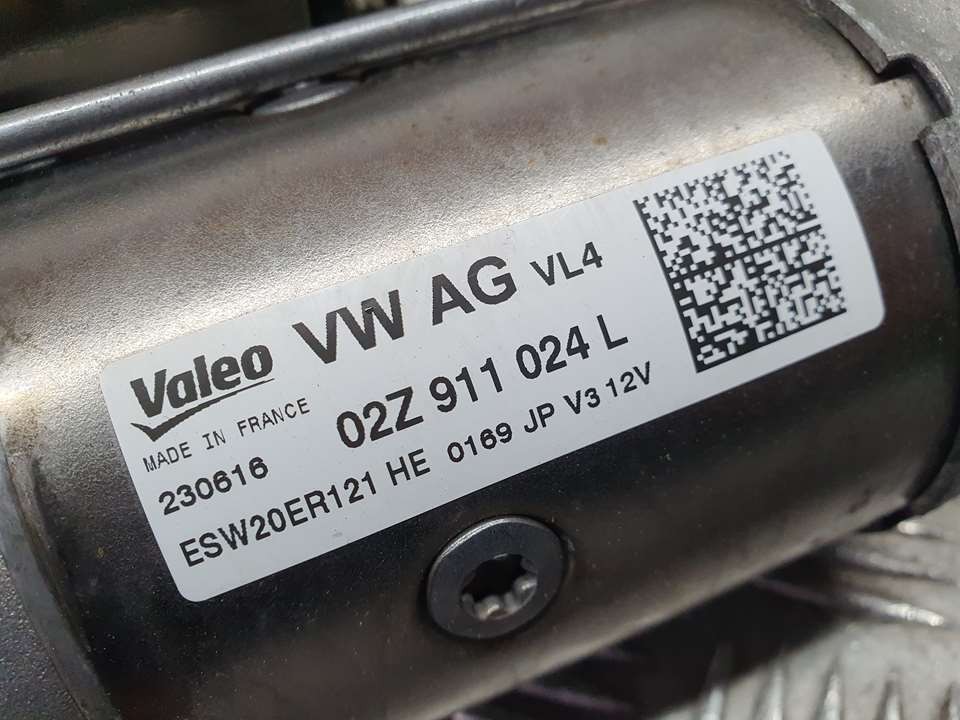 Valeo VW AG VL4
MADE IN FRANCE 02Z 911 024 L
230616
ESW20ER121 HE 0169 JP V3 12V